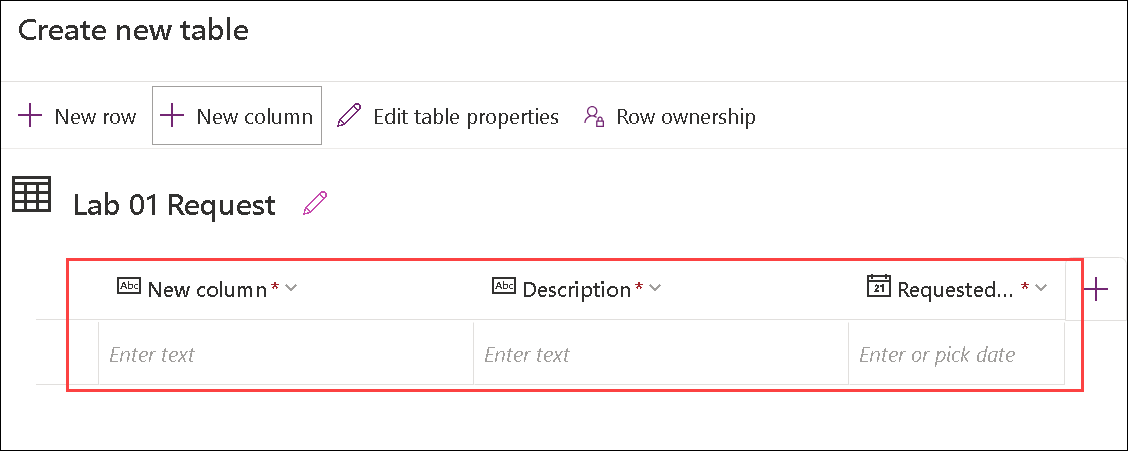 Create new table
New row New column Edit table properties Row ownership
Lab 01 Request
Abc New column * Abc Description * 21 Requested... *
Enter text Enter text Enter or pick date